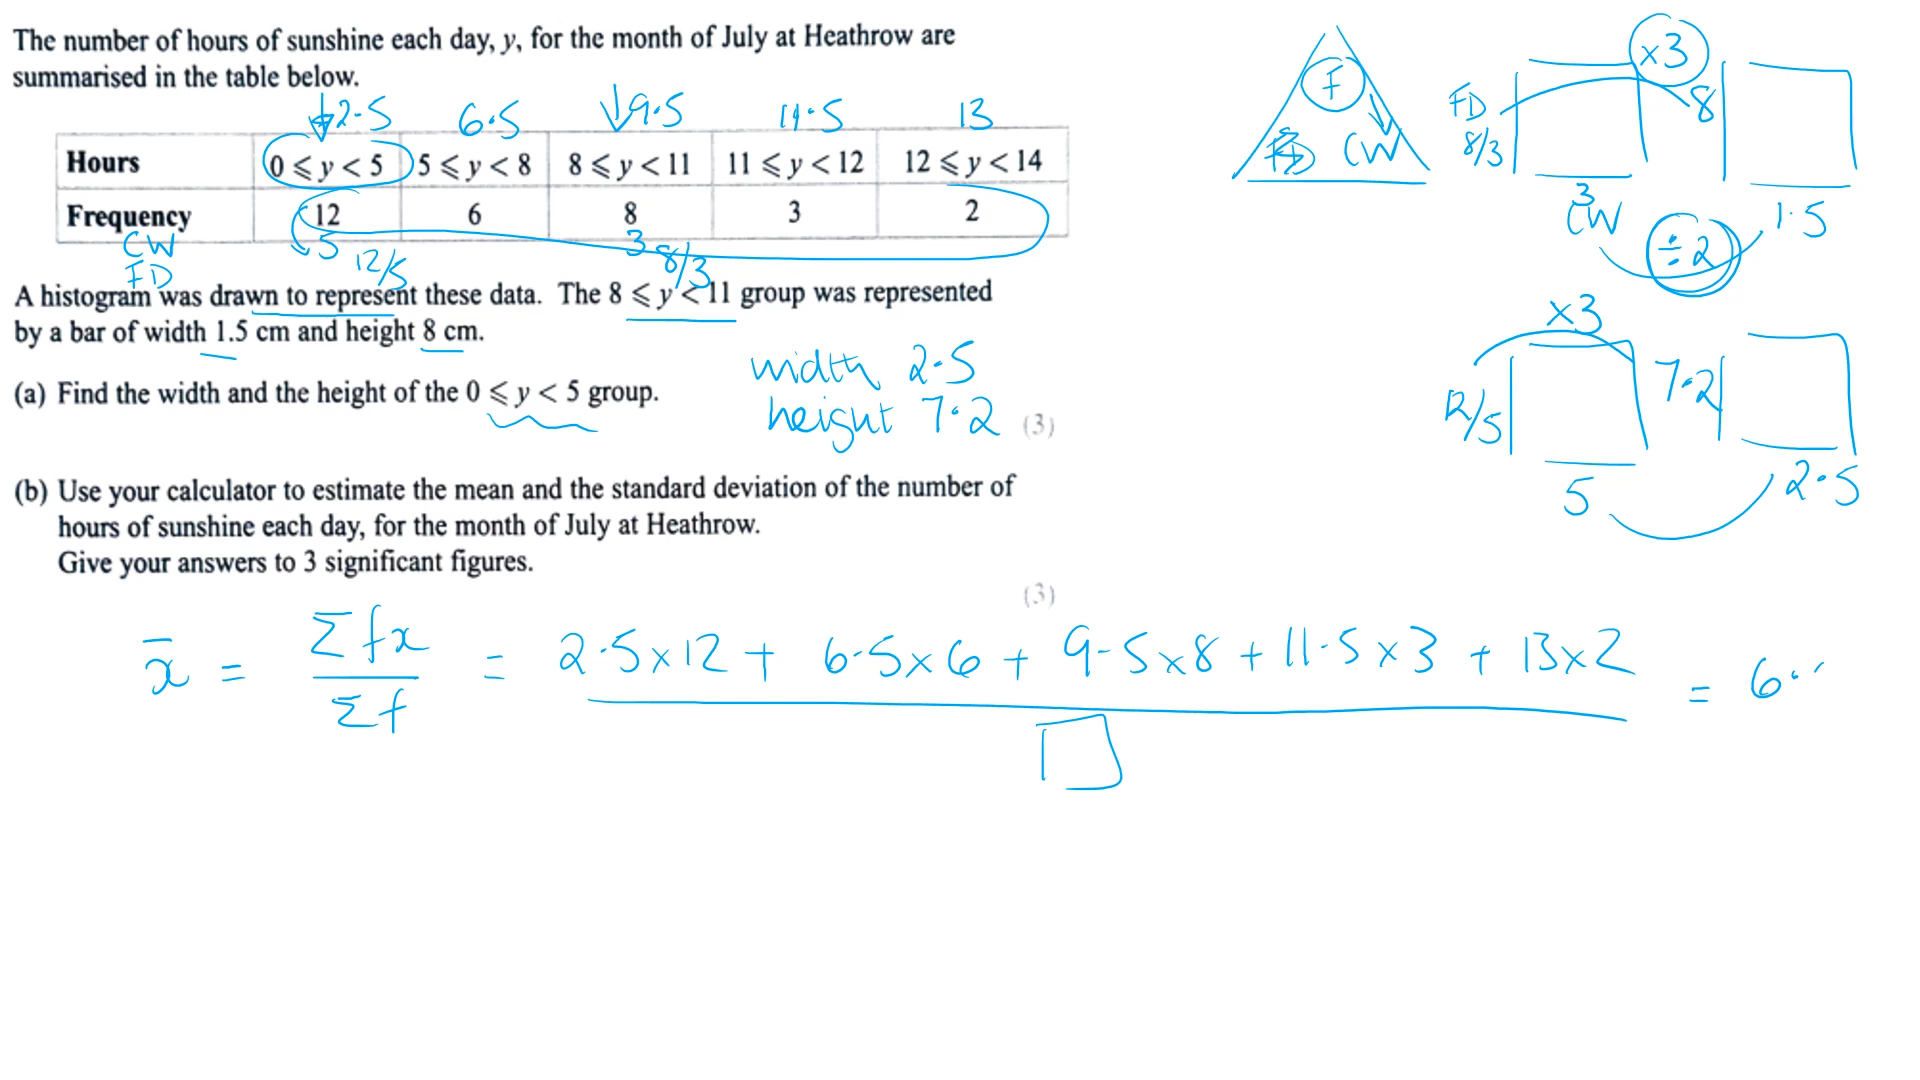 The number of hours of sunshine each day, y, for the month of July at Heathrow are
summarised in the table below.
2.5 6.5 9.5 11.5 13
Hours 0 ⩽ y < 5 5 ⩽ y < 8 8 ⩽ y < 11 11 ⩽ y < 12 12 ⩽ y < 14
Frequency 12 6 8 3 2
CW 5 3
FD 12/5 8/3
A histogram was drawn to represent these data. The 8 ⩽ y < 11 group was represented
by a bar of width 1.5 cm and height 8 cm.
(a) Find the width and the height of the 0 ⩽ y < 5 group.
width 2.5
height 7.2
(3)
(b) Use your calculator to estimate the mean and the standard deviation of the number of
hours of sunshine each day, for the month of July at Heathrow.
Give your answers to 3 significant figures.
(3)
x̄ = Σfx / Σf = 2.5×12 + 6.5×6 + 9.5×8 + 11.5×3 + 13×2 = 6..
F
FD CW
×3
FD 8
8/3
3
CW 1.5
÷2
×3
12/5 7.2
5 2.5